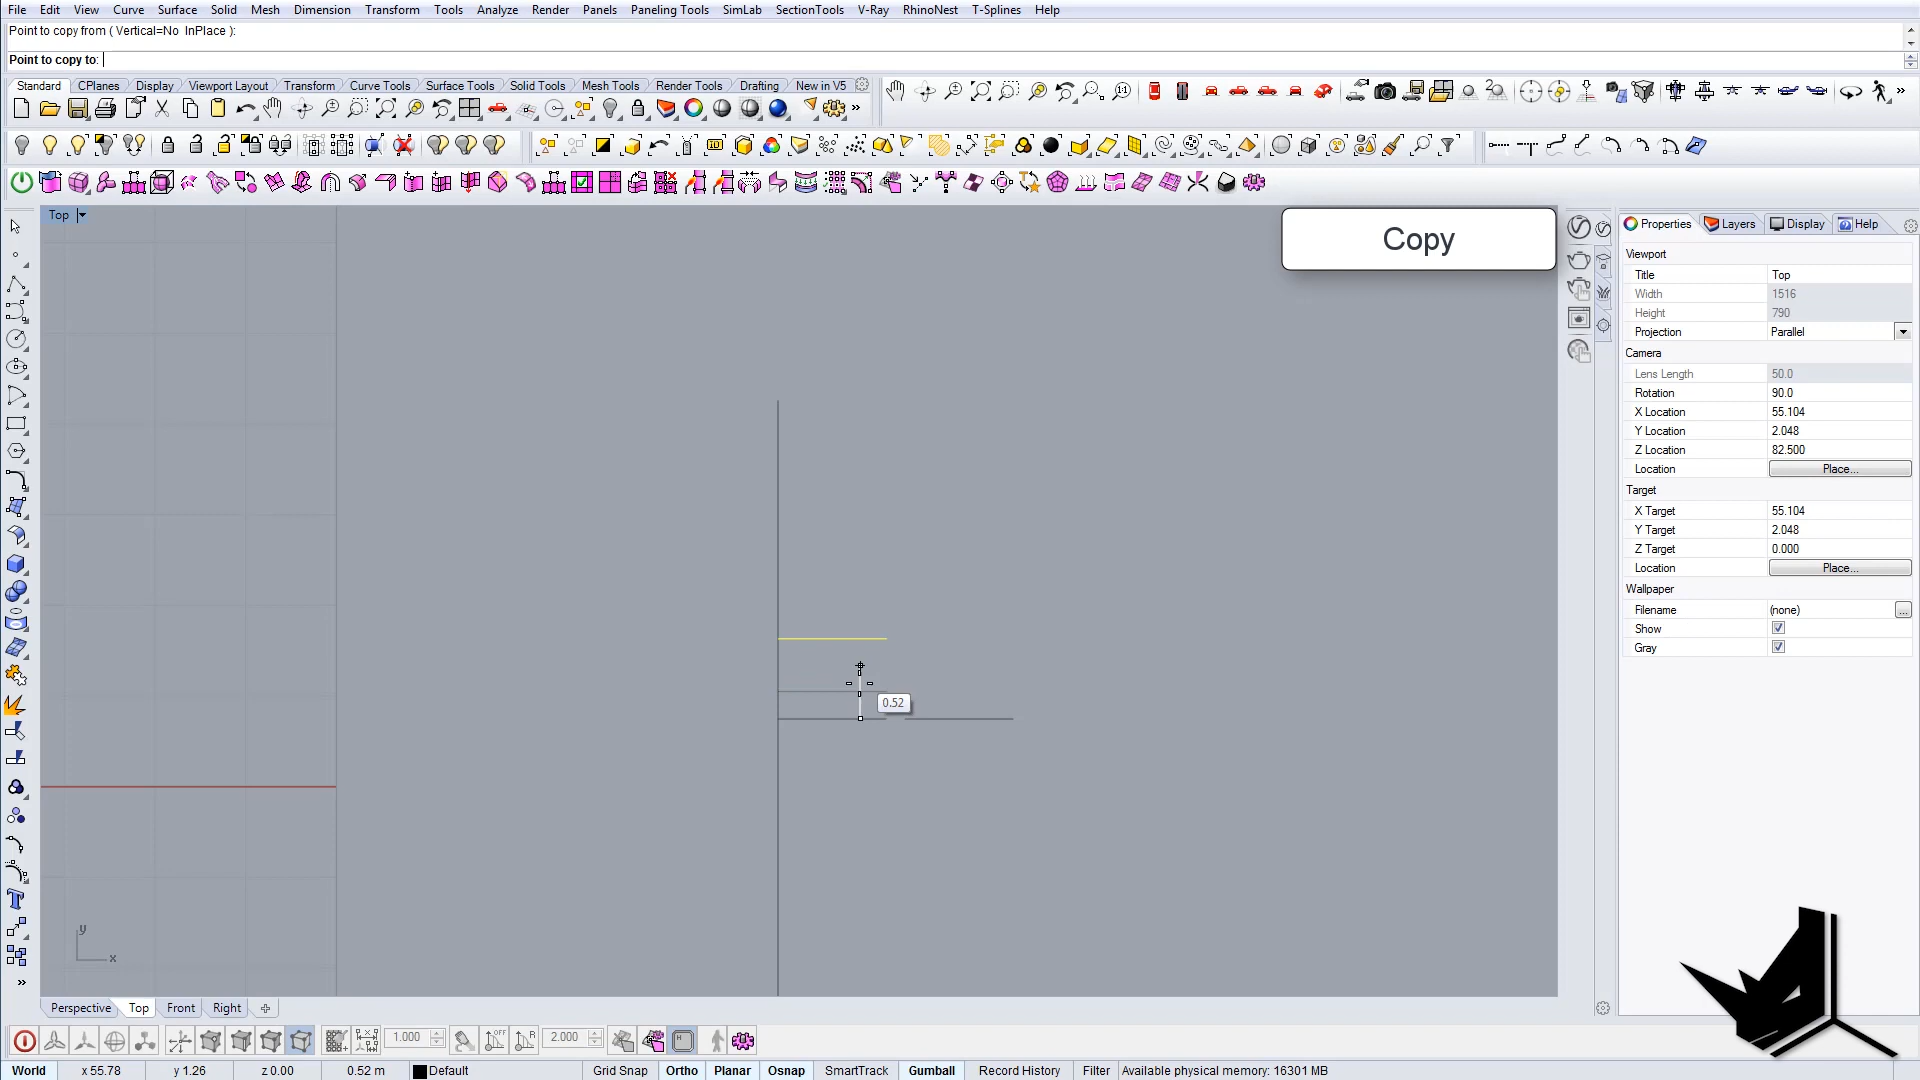 File Edit View Curve Surface Solid Mesh Dimension Transform Tools Analyze Render Panels Paneling Tools SimLab SectionTools V-Ray RhinoNest T-Splines Help
Point to copy from ( Vertical=No InPlace ):
Point to copy to:
Standard CPlanes Display Viewport Layout Transform Curve Tools Surface Tools Solid Tools Mesh Tools Render Tools Drafting New in V5
Top
Copy
Properties Layers Display Help
Viewport
Title Top
Width 1516
Height 790
Projection Parallel
Camera
Lens Length 50.0
Rotation 90.0
X Location 55.104
Y Location 2.048
Z Location 82.500
Location Place...
Target
X Target 55.104
Y Target 2.048
Z Target 0.000
Location Place...
Wallpaper
Filename (none) ...
Show
Gray
0.52
y
x
Perspective Top Front Right
1.000 2.000
World x 55.78 y 1.26 z 0.00 0.52 m Default Grid Snap Ortho Planar Osnap SmartTrack Gumball Record History Filter Available physical memory: 16301 MB